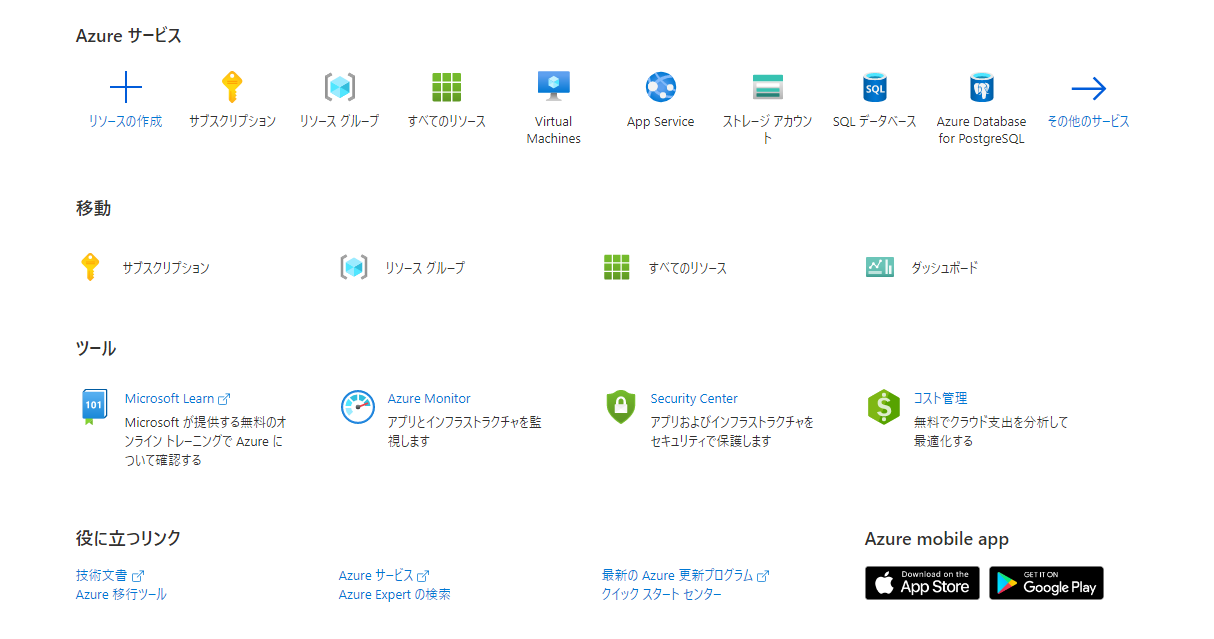 Azure サービス
リソースの作成
サブスクリプション
リソース グループ
すべてのリソース
Virtual
Machines
App Service
ストレージ アカウン
ト
SQL
SQL データベース
Azure Database
for PostgreSQL
その他のサービス
移動
サブスクリプション
リソース グループ
すべてのリソース
ダッシュボード
ツール
101
Microsoft Learn
Microsoft が提供する無料のオ
ンライン トレーニングで Azure に
ついて確認する
Azure Monitor
アプリとインフラストラクチャを監
視します
Security Center
アプリおよびインフラストラクチャを
セキュリティで保護します
$
コスト管理
無料でクラウド支出を分析して
最適化する
役に立つリンク
技術文書
Azure 移行ツール
Azure サービス
Azure Expert の検索
最新の Azure 更新プログラム
クイック スタート センター
Azure mobile app
Download on the
App Store
GET IT ON
Google Play